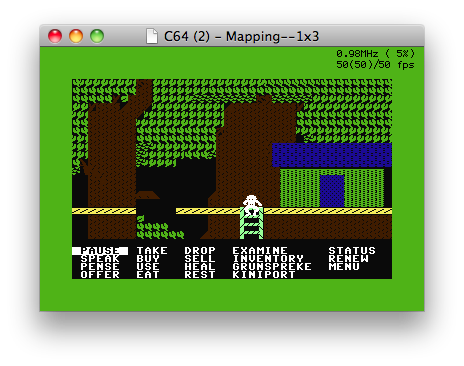 C64 (2) - Mapping--1x3
0.98MHz ( 5%)
50(50)/50 fps
PAUSE TAKE DROP EXAMINE STATUS
SPEAK BUY SELL INVENTORY RENEW
PENSE USE HEAL GRUNSPREKE MENU
OFFER EAT REST KINIPORT